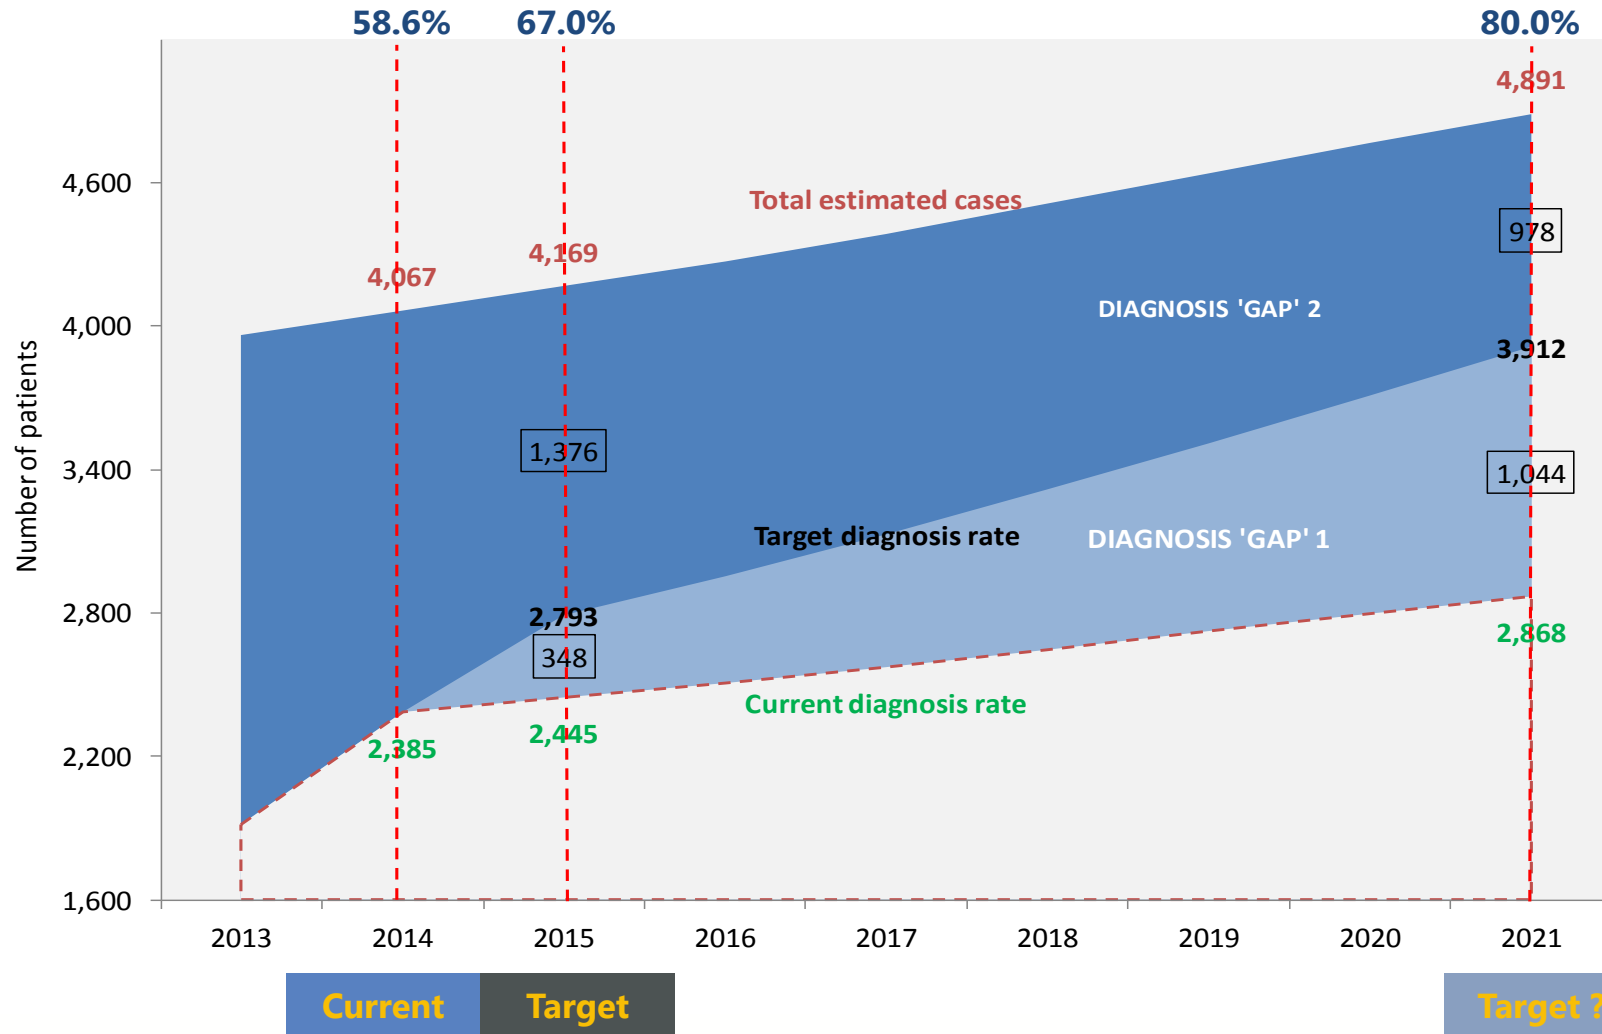 58.6% 67.0% 80.0%
4,891
4,600
Total estimated cases
978
4,169
4,067
DIAGNOSIS 'GAP' 2
4,000
3,912
Number of patients
1,376
3,400
1,044
Target diagnosis rate
DIAGNOSIS 'GAP' 1
2,793
2,800
2,868
348
Current diagnosis rate
2,445
2,385
2,200
1,600
2013 2014 2015 2016 2017 2018 2019 2020 2021
Current Target Target ?